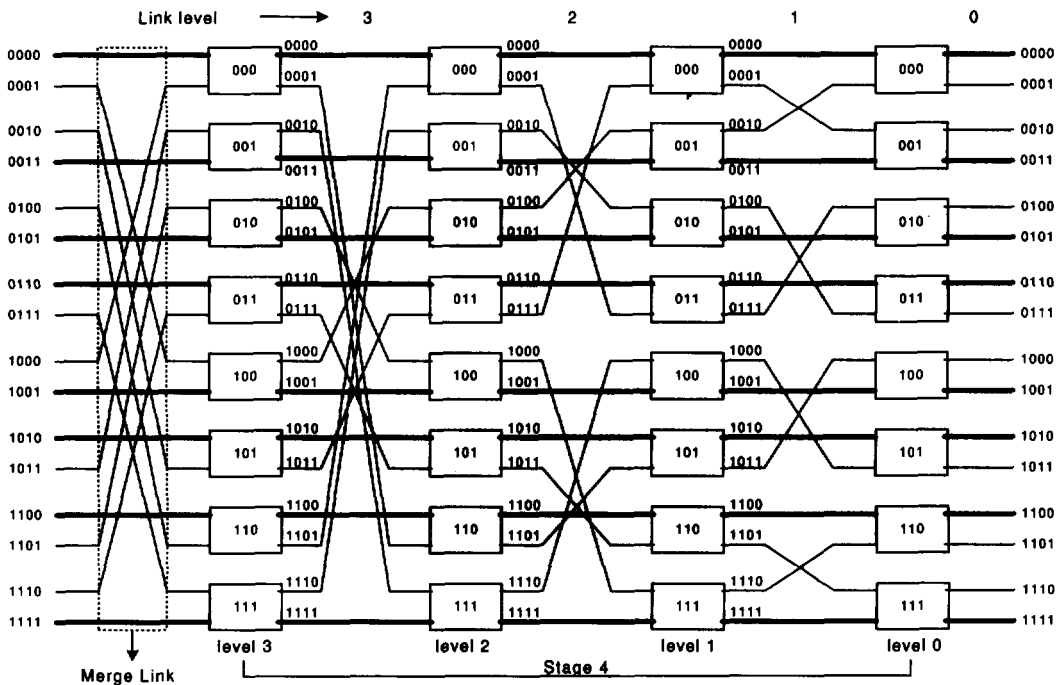 Link level 3 2 1 0
0000 000 0000 000 0000 000 0000 000 0000
0001 0001 0001 0001 0001
0010 001 0010 001 0010 001 0010 001 0010
0011 0011 0011 0011 0011
0100 010 0100 010 0100 010 0100 010 0100
0101 0101 0101 0101 0101
0110 011 0110 011 0110 011 0110 011 0110
0111 0111 0111 0111 0111
1000 100 1000 100 1000 100 1000 100 1000
1001 1001 1001 1001 1001
1010 101 1010 101 1010 101 1010 101 1010
1011 1011 1011 1011 1011
1100 110 1100 110 1100 110 1100 110 1100
1101 1101 1101 1101 1101
1110 111 1110 111 1110 111 1110 111 1110
1111 1111 1111 1111 1111
level 3 level 2 level 1 level 0
Merge Link Stage 4